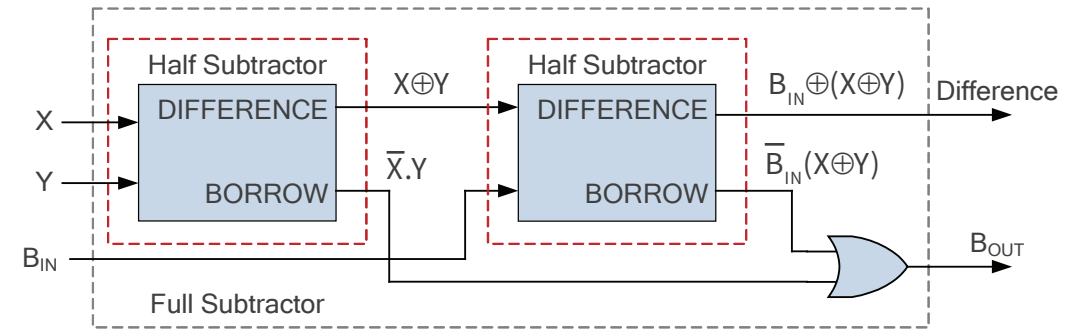 Half Subtractor
Half Subtractor
X
Y
B_IN
DIFFERENCE
BORROW
X⊕Y
X̅.Y
DIFFERENCE
BORROW
B_IN⊕(X⊕Y)
B̅_IN(X⊕Y)
Difference
B_OUT
Full Subtractor